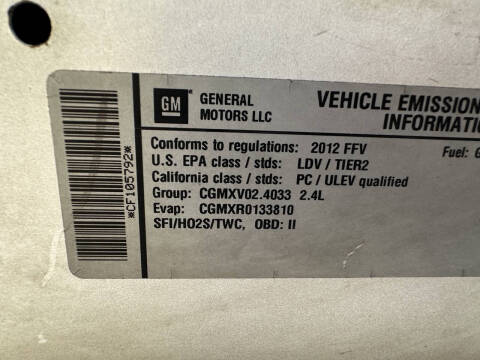 GM
GENERAL
MOTORS LLC
VEHICLE EMISSION
INFORMATIO
Conforms to regulations: 2012 FFV
Fuel: G
U.S. EPA class / stds: LDV / TIER2
California class / stds: PC / ULEV qualified
Group: CGMXV02.4033 2.4L
Evap: CGMXR0133810
SFI/HO2S/TWC, OBD: II
*CF105792*